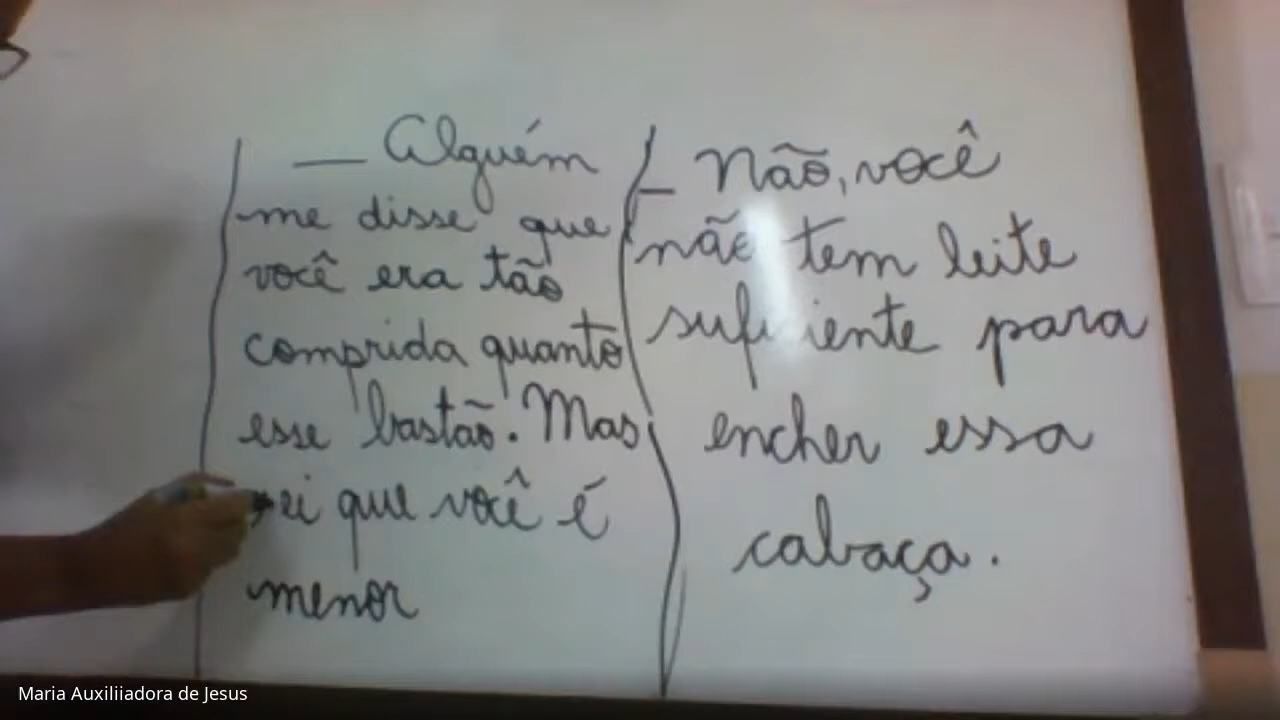 — Alguém
me disse que
você era tão
comprida quanto
esse bastão. Mas
sei que você é
menor
— Não, você
não tem leite
suficiente para
encher essa
cabaça.
Maria Auxiliiadora de Jesus